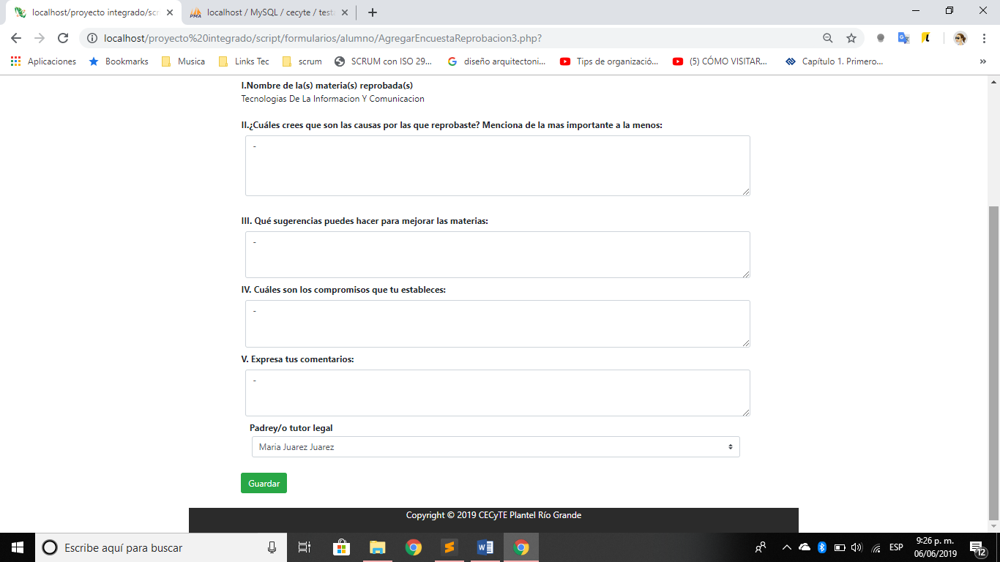 localhost/proyecto integrado/scr
localhost / MySQL / cecyte / test
localhost/proyecto%20integrado/script/formularios/alumno/AgregarEncuestaReprobacion3.php?
Aplicaciones
Bookmarks
Musica
Links Tec
scrum
SCRUM con ISO 29...
diseño arquitectoni...
Tips de organizació...
(5) CÓMO VISITAR...
Capítulo 1. Primero...
»
I.Nombre de la(s) materia(s) reprobada(s)
Tecnologias De La Informacion Y Comunicacion
II.¿Cuáles crees que son las causas por las que reprobaste? Menciona de la mas importante a la menos:
-
III. Qué sugerencias puedes hacer para mejorar las materias:
-
IV. Cuáles son los compromisos que tu estableces:
-
V. Expresa tus comentarios:
-
Padrey/o tutor legal
Maria Juarez Juarez
Guardar
Copyright © 2019 CECyTE Plantel Río Grande
Escribe aquí para buscar
ESP
9:26 p. m.
06/06/2019
12